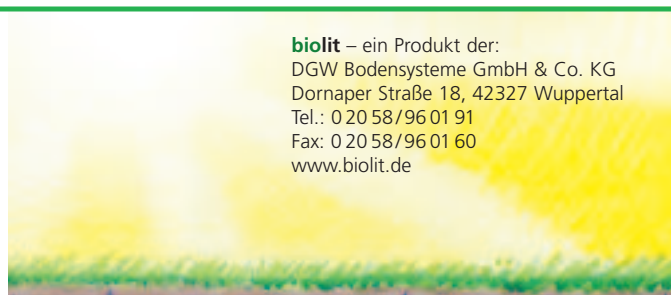 biolit – ein Produkt der:
DGW Bodensysteme GmbH & Co. KG
Dornaper Straße 18, 42327 Wuppertal
Tel.: 0 20 58/96 01 91
Fax: 0 20 58/96 01 60
www.biolit.de